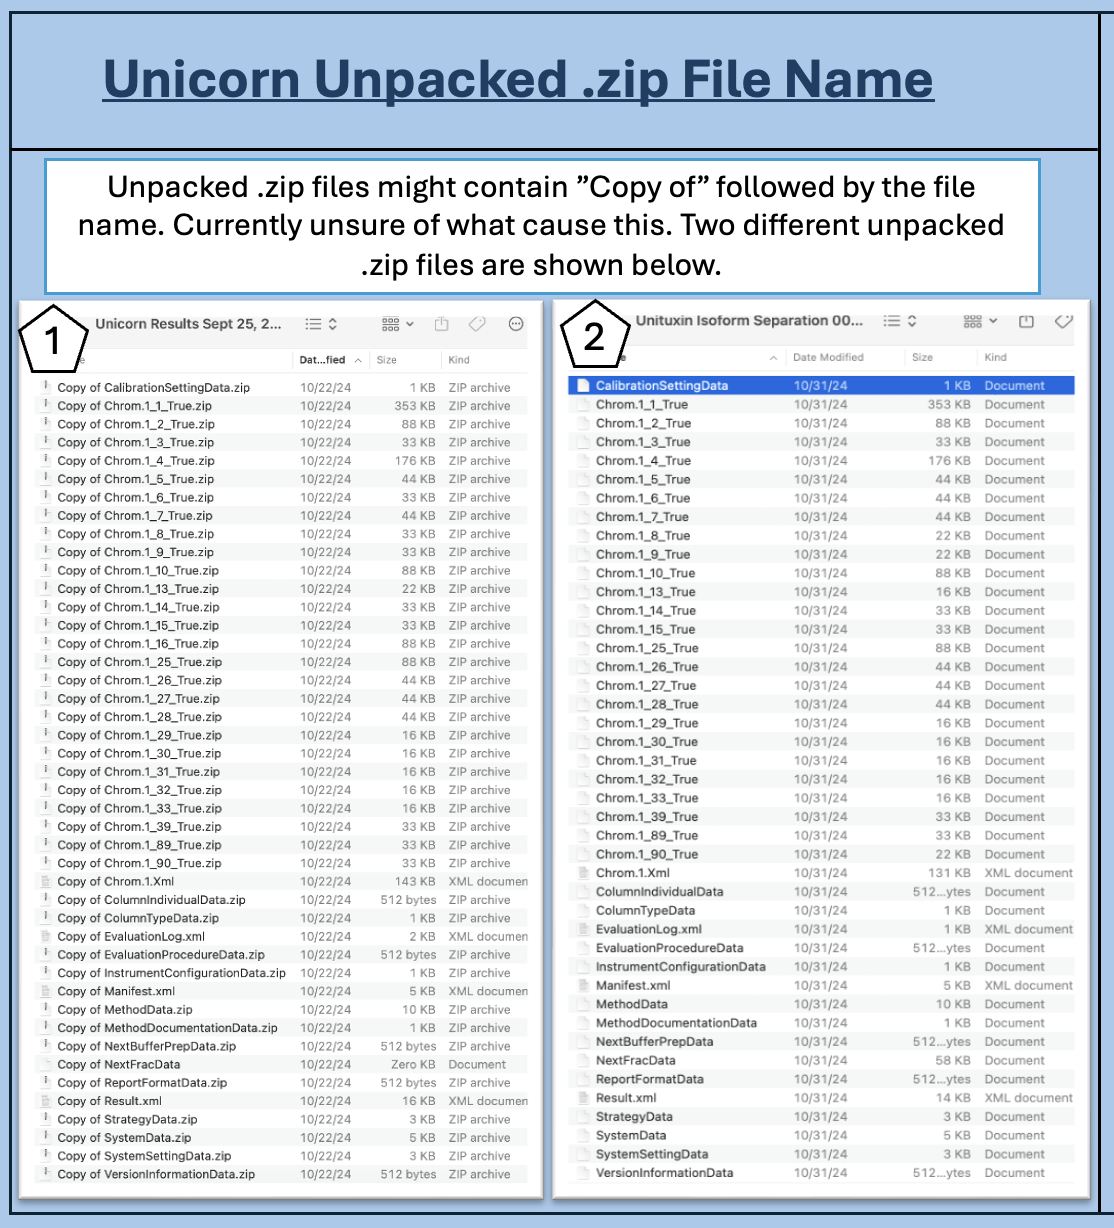 Unicorn Unpacked .zip File Name
Unpacked .zip files might contain ”Copy of” followed by the file
name. Currently unsure of what cause this. Two different unpacked
.zip files are shown below.
1
Unicorn Results Sept 25, 2...
Dat...fied Size Kind
Copy of CalibrationSettingData.zip 10/22/24 1 KB ZIP archive
Copy of Chrom.1_1_True.zip 10/22/24 353 KB ZIP archive
Copy of Chrom.1_2_True.zip 10/22/24 88 KB ZIP archive
Copy of Chrom.1_3_True.zip 10/22/24 33 KB ZIP archive
Copy of Chrom.1_4_True.zip 10/22/24 176 KB ZIP archive
Copy of Chrom.1_5_True.zip 10/22/24 44 KB ZIP archive
Copy of Chrom.1_6_True.zip 10/22/24 33 KB ZIP archive
Copy of Chrom.1_7_True.zip 10/22/24 44 KB ZIP archive
Copy of Chrom.1_8_True.zip 10/22/24 33 KB ZIP archive
Copy of Chrom.1_9_True.zip 10/22/24 33 KB ZIP archive
Copy of Chrom.1_10_True.zip 10/22/24 88 KB ZIP archive
Copy of Chrom.1_13_True.zip 10/22/24 22 KB ZIP archive
Copy of Chrom.1_14_True.zip 10/22/24 33 KB ZIP archive
Copy of Chrom.1_15_True.zip 10/22/24 33 KB ZIP archive
Copy of Chrom.1_16_True.zip 10/22/24 88 KB ZIP archive
Copy of Chrom.1_25_True.zip 10/22/24 88 KB ZIP archive
Copy of Chrom.1_26_True.zip 10/22/24 44 KB ZIP archive
Copy of Chrom.1_27_True.zip 10/22/24 44 KB ZIP archive
Copy of Chrom.1_28_True.zip 10/22/24 44 KB ZIP archive
Copy of Chrom.1_29_True.zip 10/22/24 16 KB ZIP archive
Copy of Chrom.1_30_True.zip 10/22/24 16 KB ZIP archive
Copy of Chrom.1_31_True.zip 10/22/24 16 KB ZIP archive
Copy of Chrom.1_32_True.zip 10/22/24 16 KB ZIP archive
Copy of Chrom.1_33_True.zip 10/22/24 16 KB ZIP archive
Copy of Chrom.1_39_True.zip 10/22/24 33 KB ZIP archive
Copy of Chrom.1_89_True.zip 10/22/24 33 KB ZIP archive
Copy of Chrom.1_90_True.zip 10/22/24 33 KB ZIP archive
Copy of Chrom.1.Xml 10/22/24 143 KB XML documen
Copy of ColumnIndividualData.zip 10/22/24 512 bytes ZIP archive
Copy of ColumnTypeData.zip 10/22/24 1 KB ZIP archive
Copy of EvaluationLog.xml 10/22/24 2 KB XML documen
Copy of EvaluationProcedureData.zip 10/22/24 512 bytes ZIP archive
Copy of InstrumentConfigurationData.zip 10/22/24 1 KB ZIP archive
Copy of Manifest.xml 10/22/24 5 KB XML documen
Copy of MethodData.zip 10/22/24 10 KB ZIP archive
Copy of MethodDocumentationData.zip 10/22/24 1 KB ZIP archive
Copy of NextBufferPrepData.zip 10/22/24 512 bytes ZIP archive
Copy of NextFracData 10/22/24 Zero KB Document
Copy of ReportFormatData.zip 10/22/24 512 bytes ZIP archive
Copy of Result.xml 10/22/24 16 KB XML documen
Copy of StrategyData.zip 10/22/24 3 KB ZIP archive
Copy of SystemData.zip 10/22/24 5 KB ZIP archive
Copy of SystemSettingData.zip 10/22/24 3 KB ZIP archive
Copy of VersionInformationData.zip 10/22/24 512 bytes ZIP archive
2
Unituxin Isoform Separation 00...
Date Modified Size Kind
CalibrationSettingData 10/31/24 1 KB Document
Chrom.1_1_True 10/31/24 353 KB Document
Chrom.1_2_True 10/31/24 88 KB Document
Chrom.1_3_True 10/31/24 33 KB Document
Chrom.1_4_True 10/31/24 176 KB Document
Chrom.1_5_True 10/31/24 44 KB Document
Chrom.1_6_True 10/31/24 44 KB Document
Chrom.1_7_True 10/31/24 44 KB Document
Chrom.1_8_True 10/31/24 22 KB Document
Chrom.1_9_True 10/31/24 22 KB Document
Chrom.1_10_True 10/31/24 88 KB Document
Chrom.1_13_True 10/31/24 16 KB Document
Chrom.1_14_True 10/31/24 33 KB Document
Chrom.1_15_True 10/31/24 33 KB Document
Chrom.1_25_True 10/31/24 88 KB Document
Chrom.1_26_True 10/31/24 44 KB Document
Chrom.1_27_True 10/31/24 44 KB Document
Chrom.1_28_True 10/31/24 44 KB Document
Chrom.1_29_True 10/31/24 16 KB Document
Chrom.1_30_True 10/31/24 16 KB Document
Chrom.1_31_True 10/31/24 16 KB Document
Chrom.1_32_True 10/31/24 16 KB Document
Chrom.1_33_True 10/31/24 16 KB Document
Chrom.1_39_True 10/31/24 33 KB Document
Chrom.1_89_True 10/31/24 33 KB Document
Chrom.1_90_True 10/31/24 22 KB Document
Chrom.1.Xml 10/31/24 131 KB XML document
ColumnIndividualData 10/31/24 512...ytes Document
ColumnTypeData 10/31/24 1 KB Document
EvaluationLog.xml 10/31/24 1 KB XML document
EvaluationProcedureData 10/31/24 512...ytes Document
InstrumentConfigurationData 10/31/24 1 KB Document
Manifest.xml 10/31/24 5 KB XML document
MethodData 10/31/24 10 KB Document
MethodDocumentationData 10/31/24 1 KB Document
NextBufferPrepData 10/31/24 512...ytes Document
NextFracData 10/31/24 58 KB Document
ReportFormatData 10/31/24 512...ytes Document
Result.xml 10/31/24 14 KB XML document
StrategyData 10/31/24 3 KB Document
SystemData 10/31/24 5 KB Document
SystemSettingData 10/31/24 3 KB Document
VersionInformationData 10/31/24 512...ytes Document